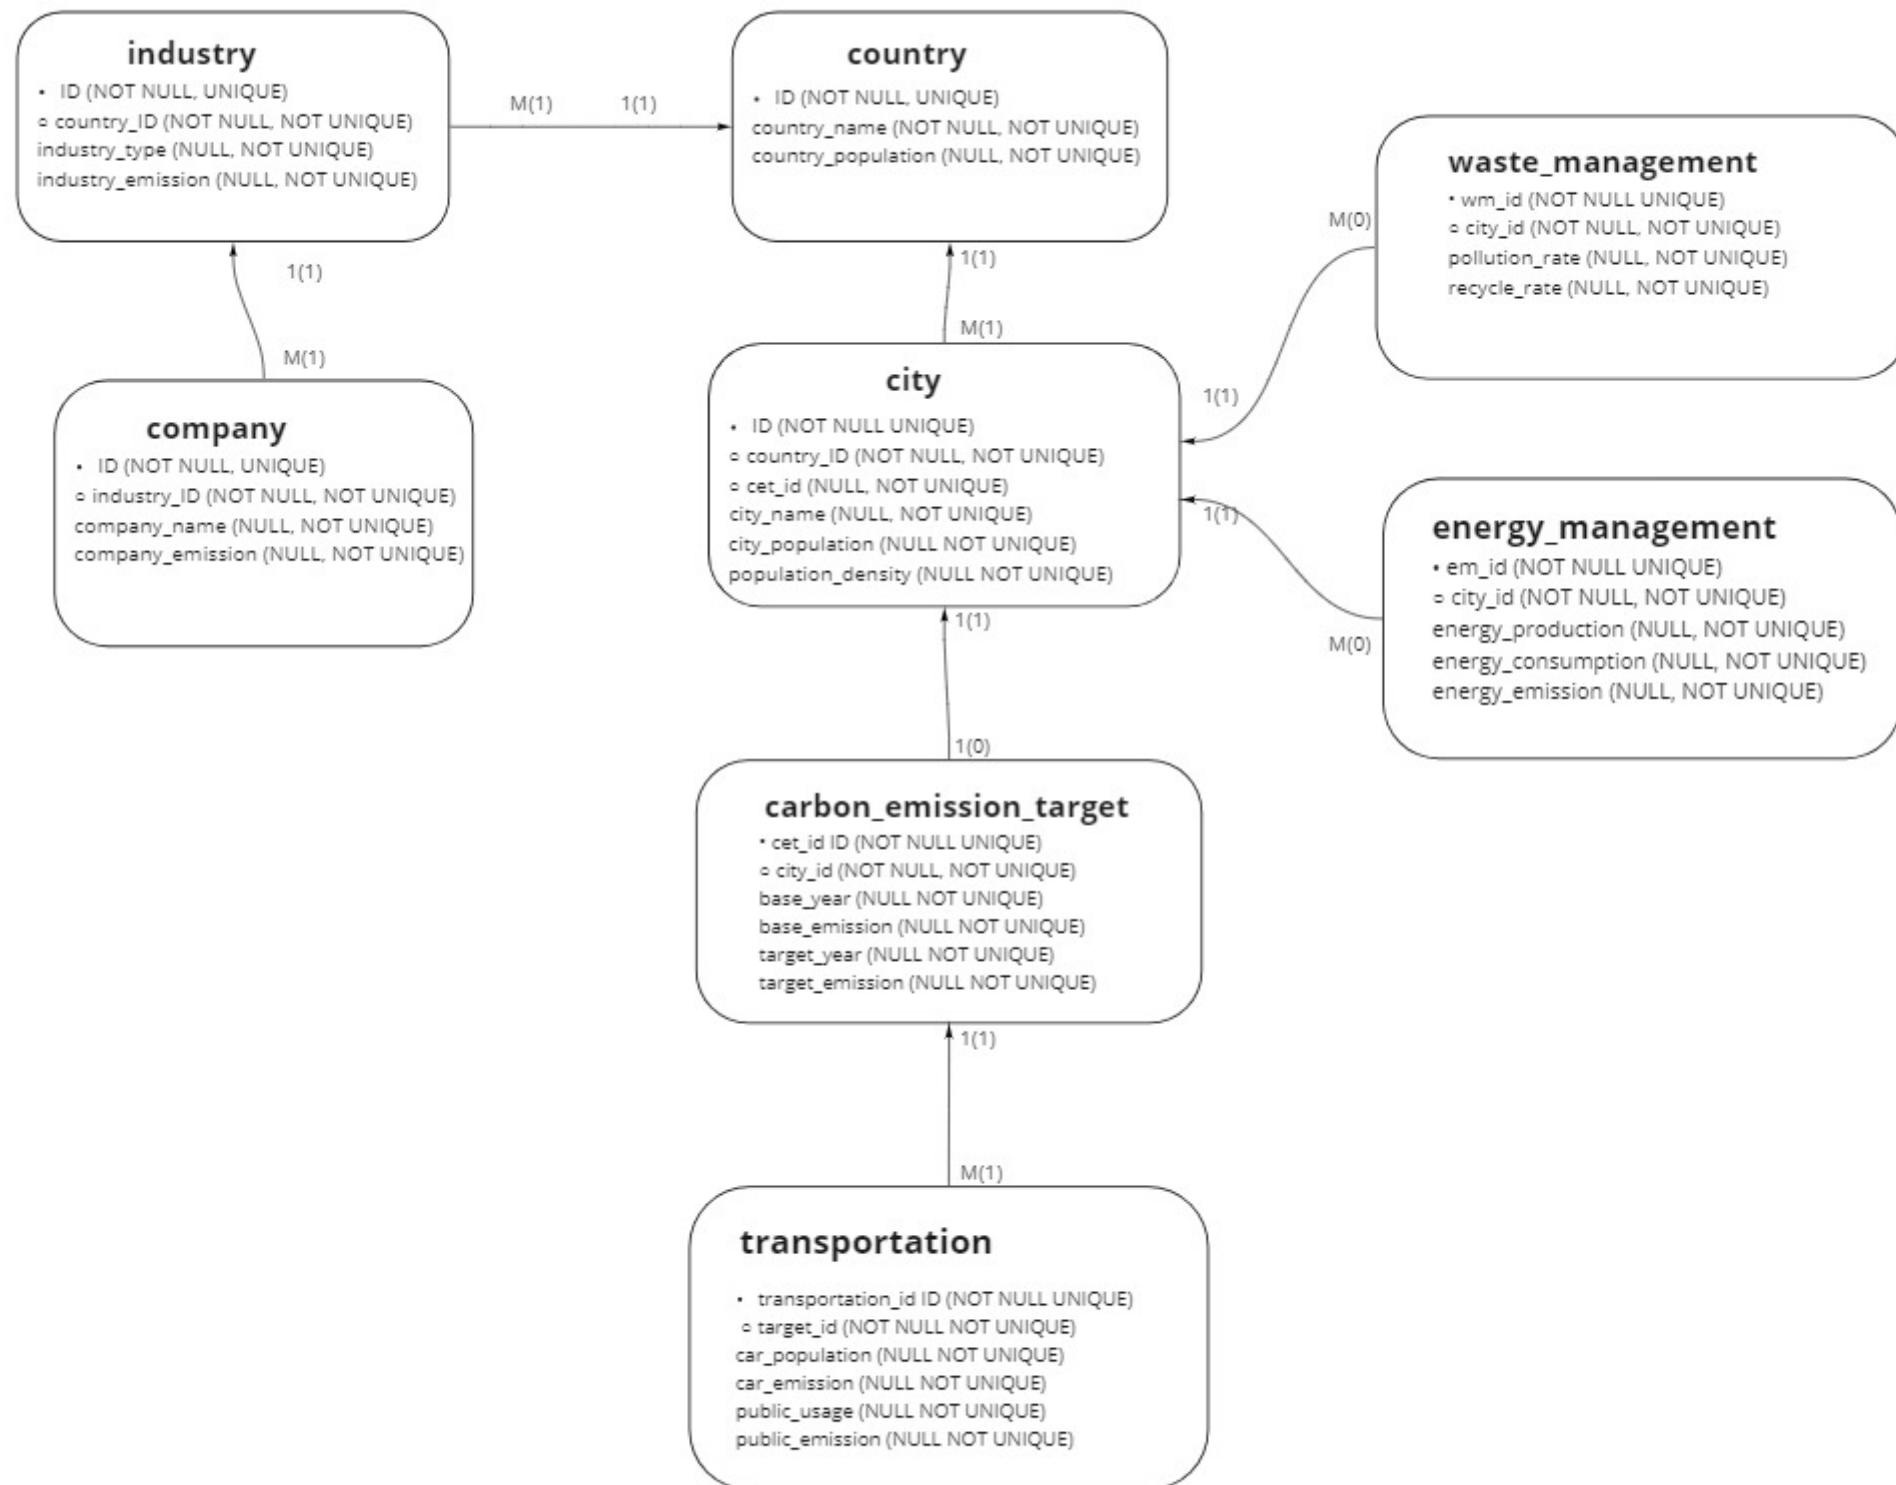 industry
• ID (NOT NULL, UNIQUE)
○ country_ID (NOT NULL, NOT UNIQUE)
industry_type (NULL, NOT UNIQUE)
industry_emission (NULL, NOT UNIQUE)
M(1)
1(1)
country
• ID (NOT NULL, UNIQUE)
country_name (NOT NULL, NOT UNIQUE)
country_population (NULL, NOT UNIQUE)
1(1)
M(1)
company
• ID (NOT NULL, UNIQUE)
○ industry_ID (NOT NULL, NOT UNIQUE)
company_name (NULL, NOT UNIQUE)
company_emission (NULL, NOT UNIQUE)
1(1)
M(1)
city
• ID (NOT NULL UNIQUE)
○ country_ID (NOT NULL, NOT UNIQUE)
○ cet_id (NULL, NOT UNIQUE)
city_name (NULL, NOT UNIQUE)
city_population (NULL NOT UNIQUE)
population_density (NULL NOT UNIQUE)
waste_management
• wm_id (NOT NULL UNIQUE)
○ city_id (NOT NULL, NOT UNIQUE)
pollution_rate (NULL, NOT UNIQUE)
recycle_rate (NULL, NOT UNIQUE)
M(0)
1(1)
energy_management
• em_id (NOT NULL UNIQUE)
○ city_id (NOT NULL, NOT UNIQUE)
energy_production (NULL, NOT UNIQUE)
energy_consumption (NULL, NOT UNIQUE)
energy_emission (NULL, NOT UNIQUE)
1(1)
M(0)
1(1)
1(0)
carbon_emission_target
• cet_id ID (NOT NULL UNIQUE)
○ city_id (NOT NULL, NOT UNIQUE)
base_year (NULL NOT UNIQUE)
base_emission (NULL NOT UNIQUE)
target_year (NULL NOT UNIQUE)
target_emission (NULL NOT UNIQUE)
1(1)
M(1)
transportation
• transportation_id ID (NOT NULL UNIQUE)
○ target_id (NOT NULL NOT UNIQUE)
car_population (NULL NOT UNIQUE)
car_emission (NULL NOT UNIQUE)
public_usage (NULL NOT UNIQUE)
public_emission (NULL NOT UNIQUE)